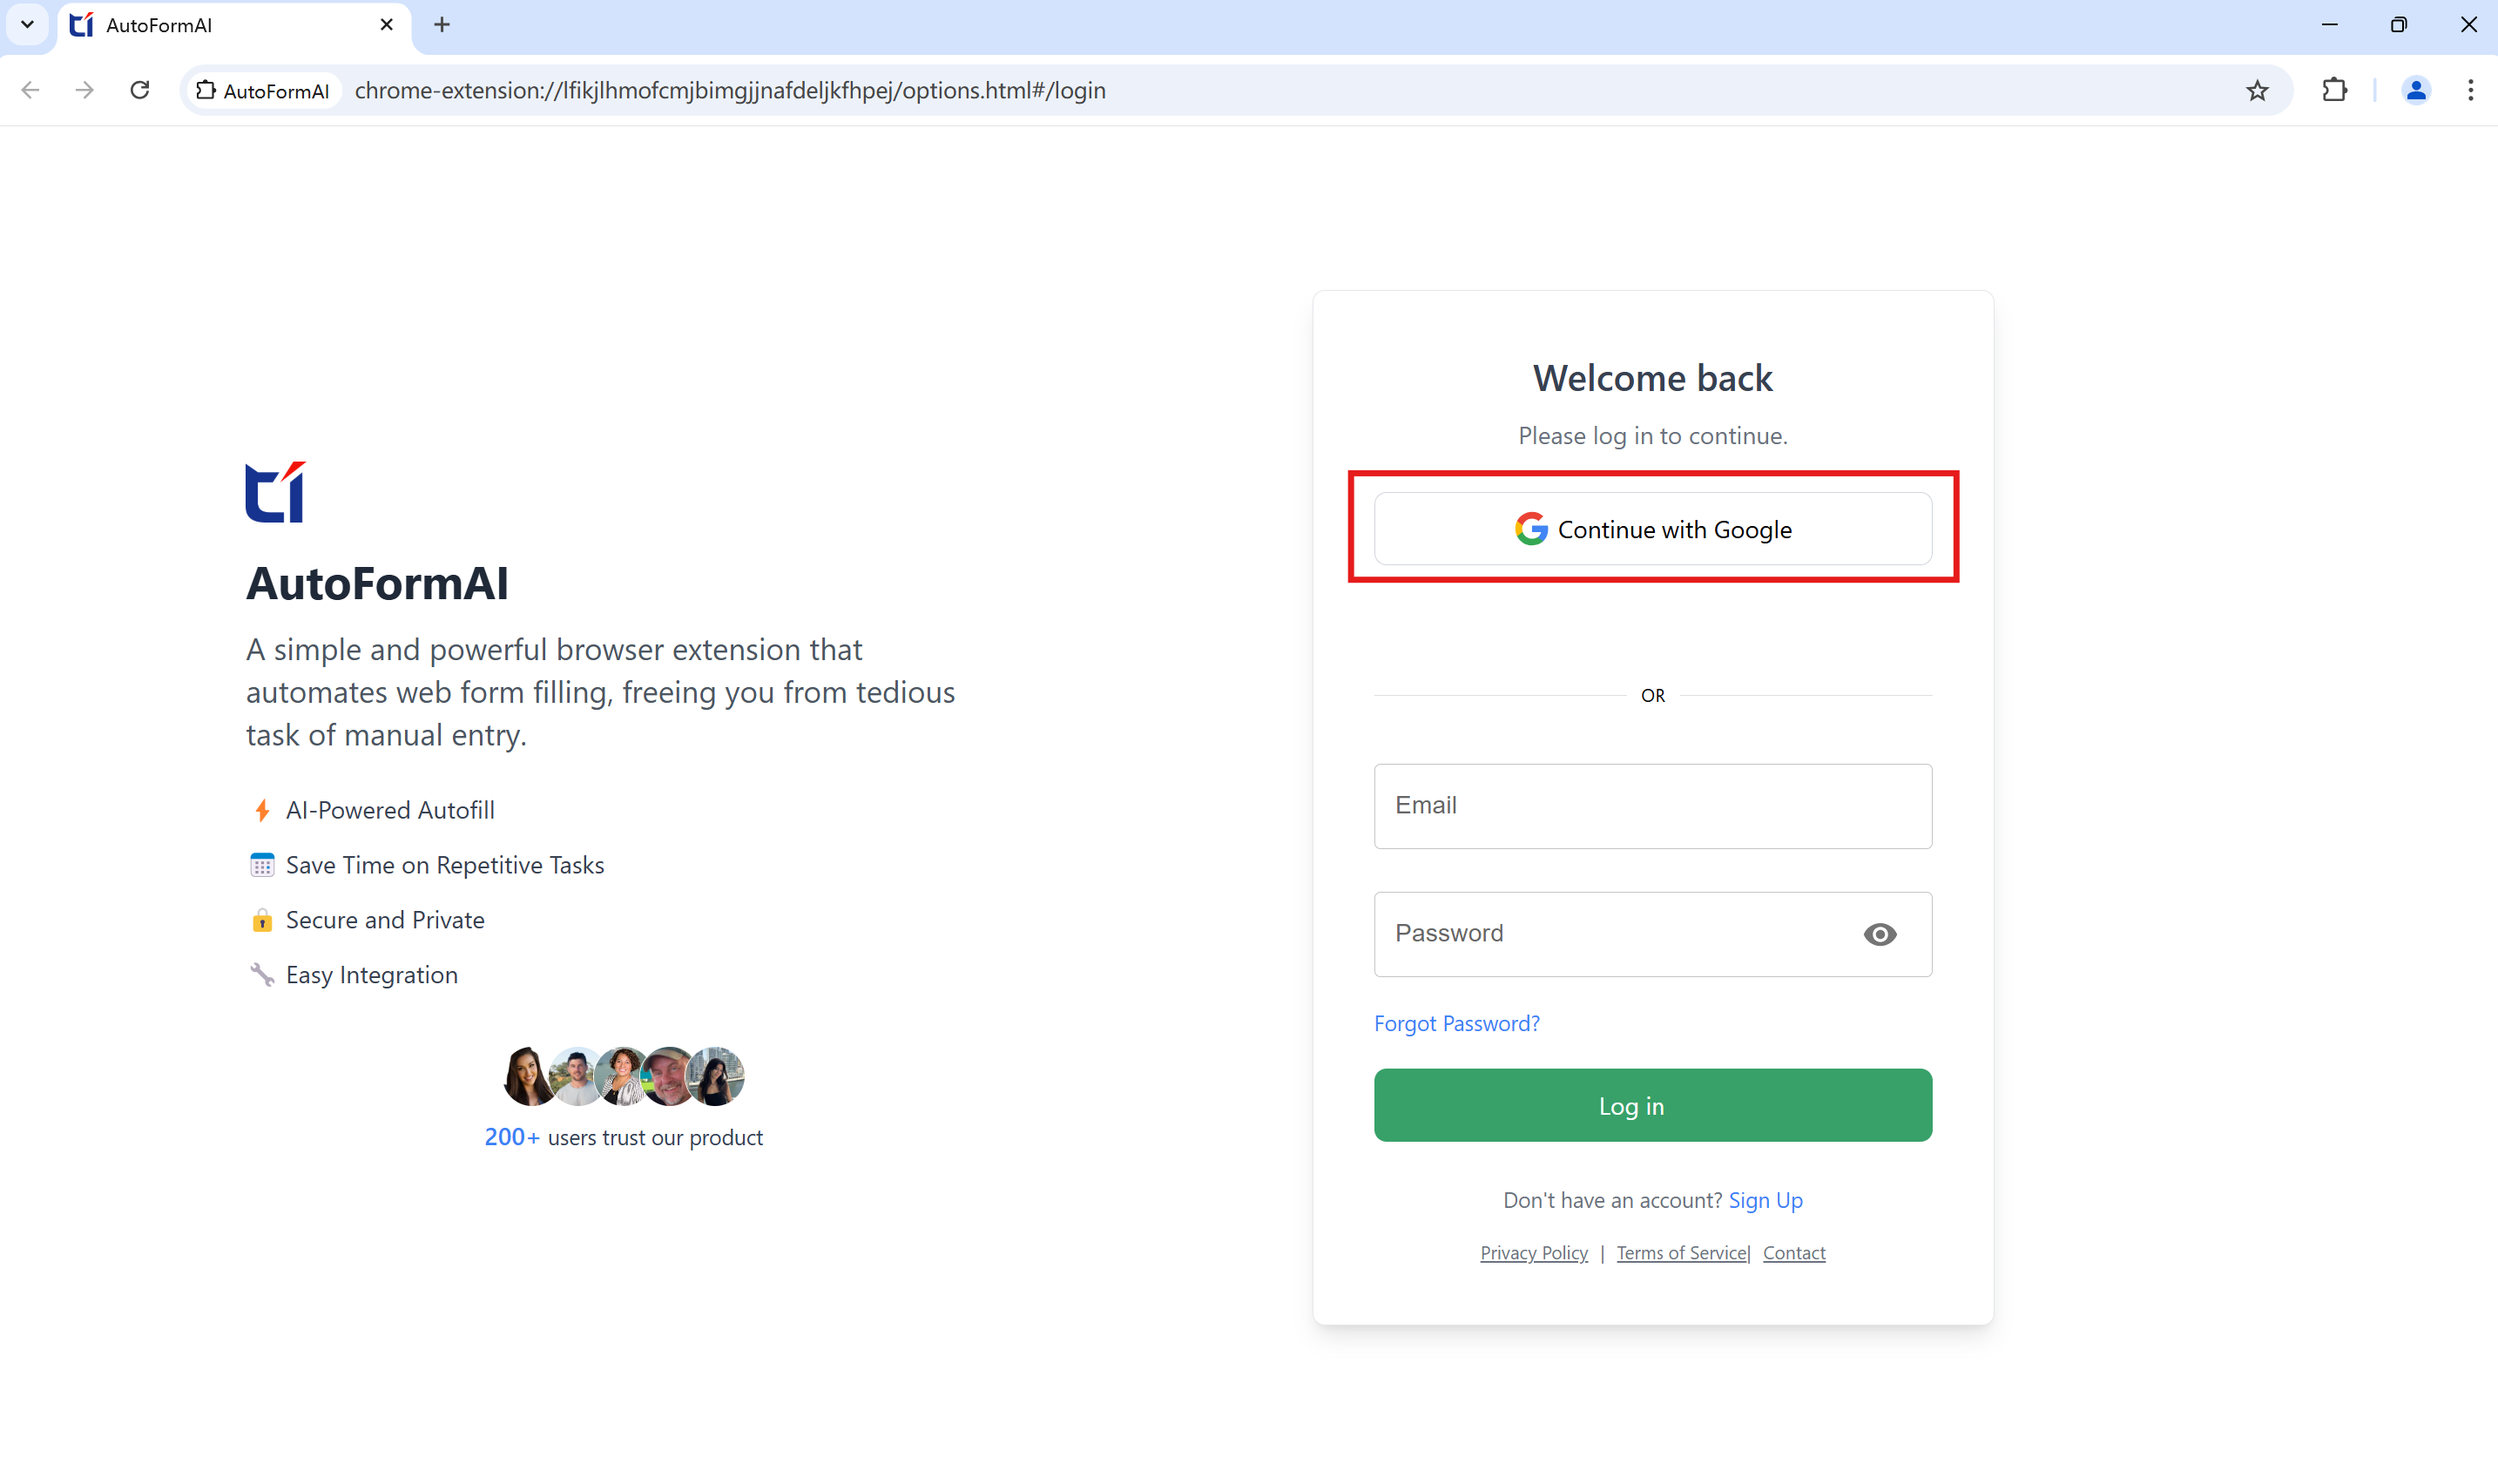 AutoFormAI
AutoFormAI
chrome-extension://lfikjlhmofcmjbimgjjnafdeljkfhpej/options.html#/login
AutoFormAI
A simple and powerful browser extension that
automates web form filling, freeing you from tedious
task of manual entry.
AI-Powered Autofill
Save Time on Repetitive Tasks
Secure and Private
Easy Integration
200+ users trust our product
Welcome back
Please log in to continue.
Continue with Google
OR
Email
Password
Forgot Password?
Log in
Don't have an account? Sign Up
Privacy Policy | Terms of Service| Contact